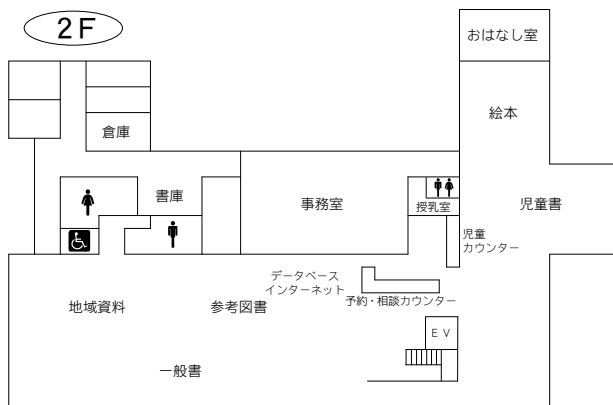 2F
おはなし室
絵本
倉庫
書庫
事務室
授乳室
児童書
児童
カウンター
データベース
インターネット
予約・相談カウンター
地域資料
参考図書
EV
一般書